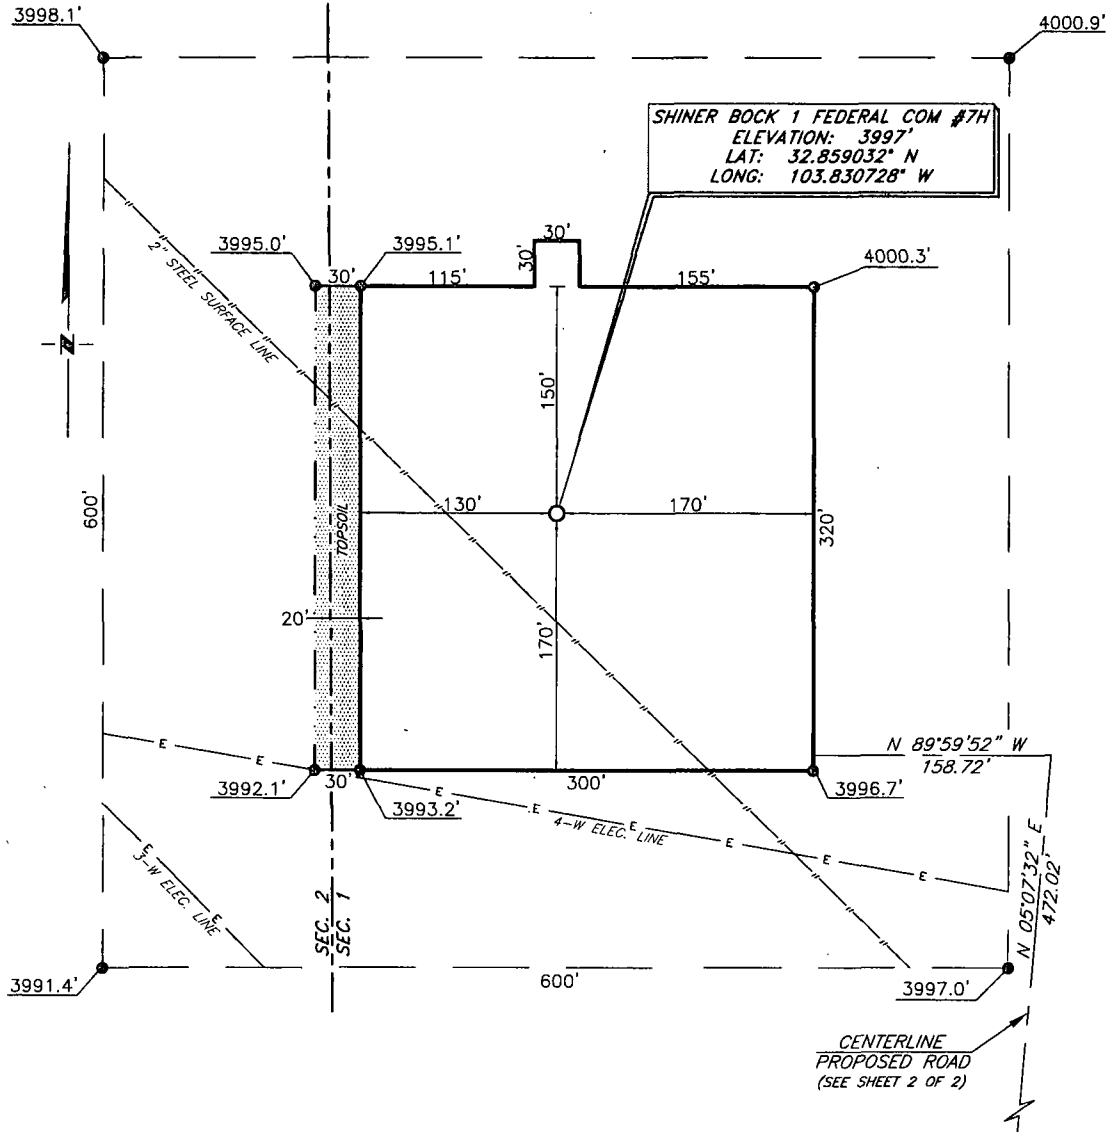 3998.1'
4000.9'
SHINER BOCK 1 FEDERAL COM #7H
ELEVATION: 3997'
LAT: 32.859032° N
LONG: 103.830728° W
3995.0'
30'
3995.1'
115'
30'
30'
155'
4000.3'
2" STEEL SURFACE LINE
N
150'
600'
130'
170'
320'
TOPSOIL
20'
170'
N 89°59'52" W
158.72'
3992.1'
30'
3993.2'
300'
3996.7'
E
E
E
E
E
E
E
E
4-W ELEC. LINE
E
E
3-W ELEC. LINE
SEC. 2
SEC. 1
N 05°07'32" E
472.02'
3991.4'
600'
3997.0'
CENTERLINE
PROPOSED ROAD
(SEE SHEET 2 OF 2)